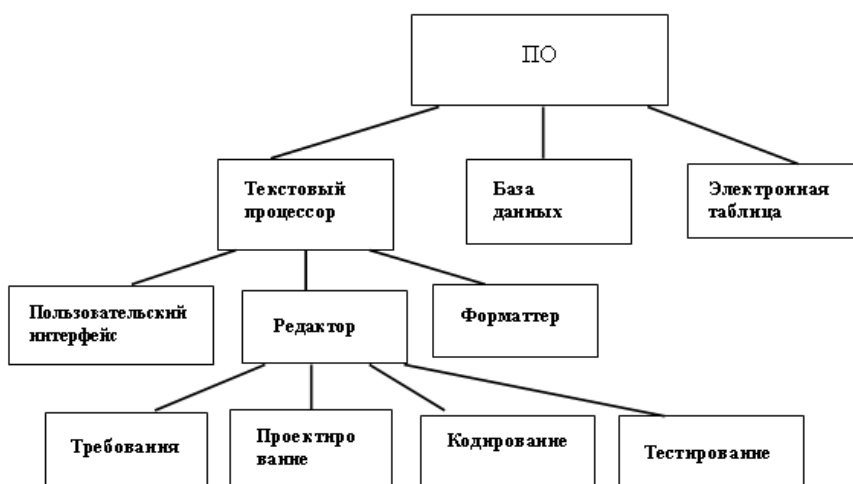 ПО
Текстовый
процессор
База
данных
Электронная
таблица
Пользовательский
интерфейс
Редактор
Форматтер
Требования
Проектиро
вание
Кодирование
Тестирование